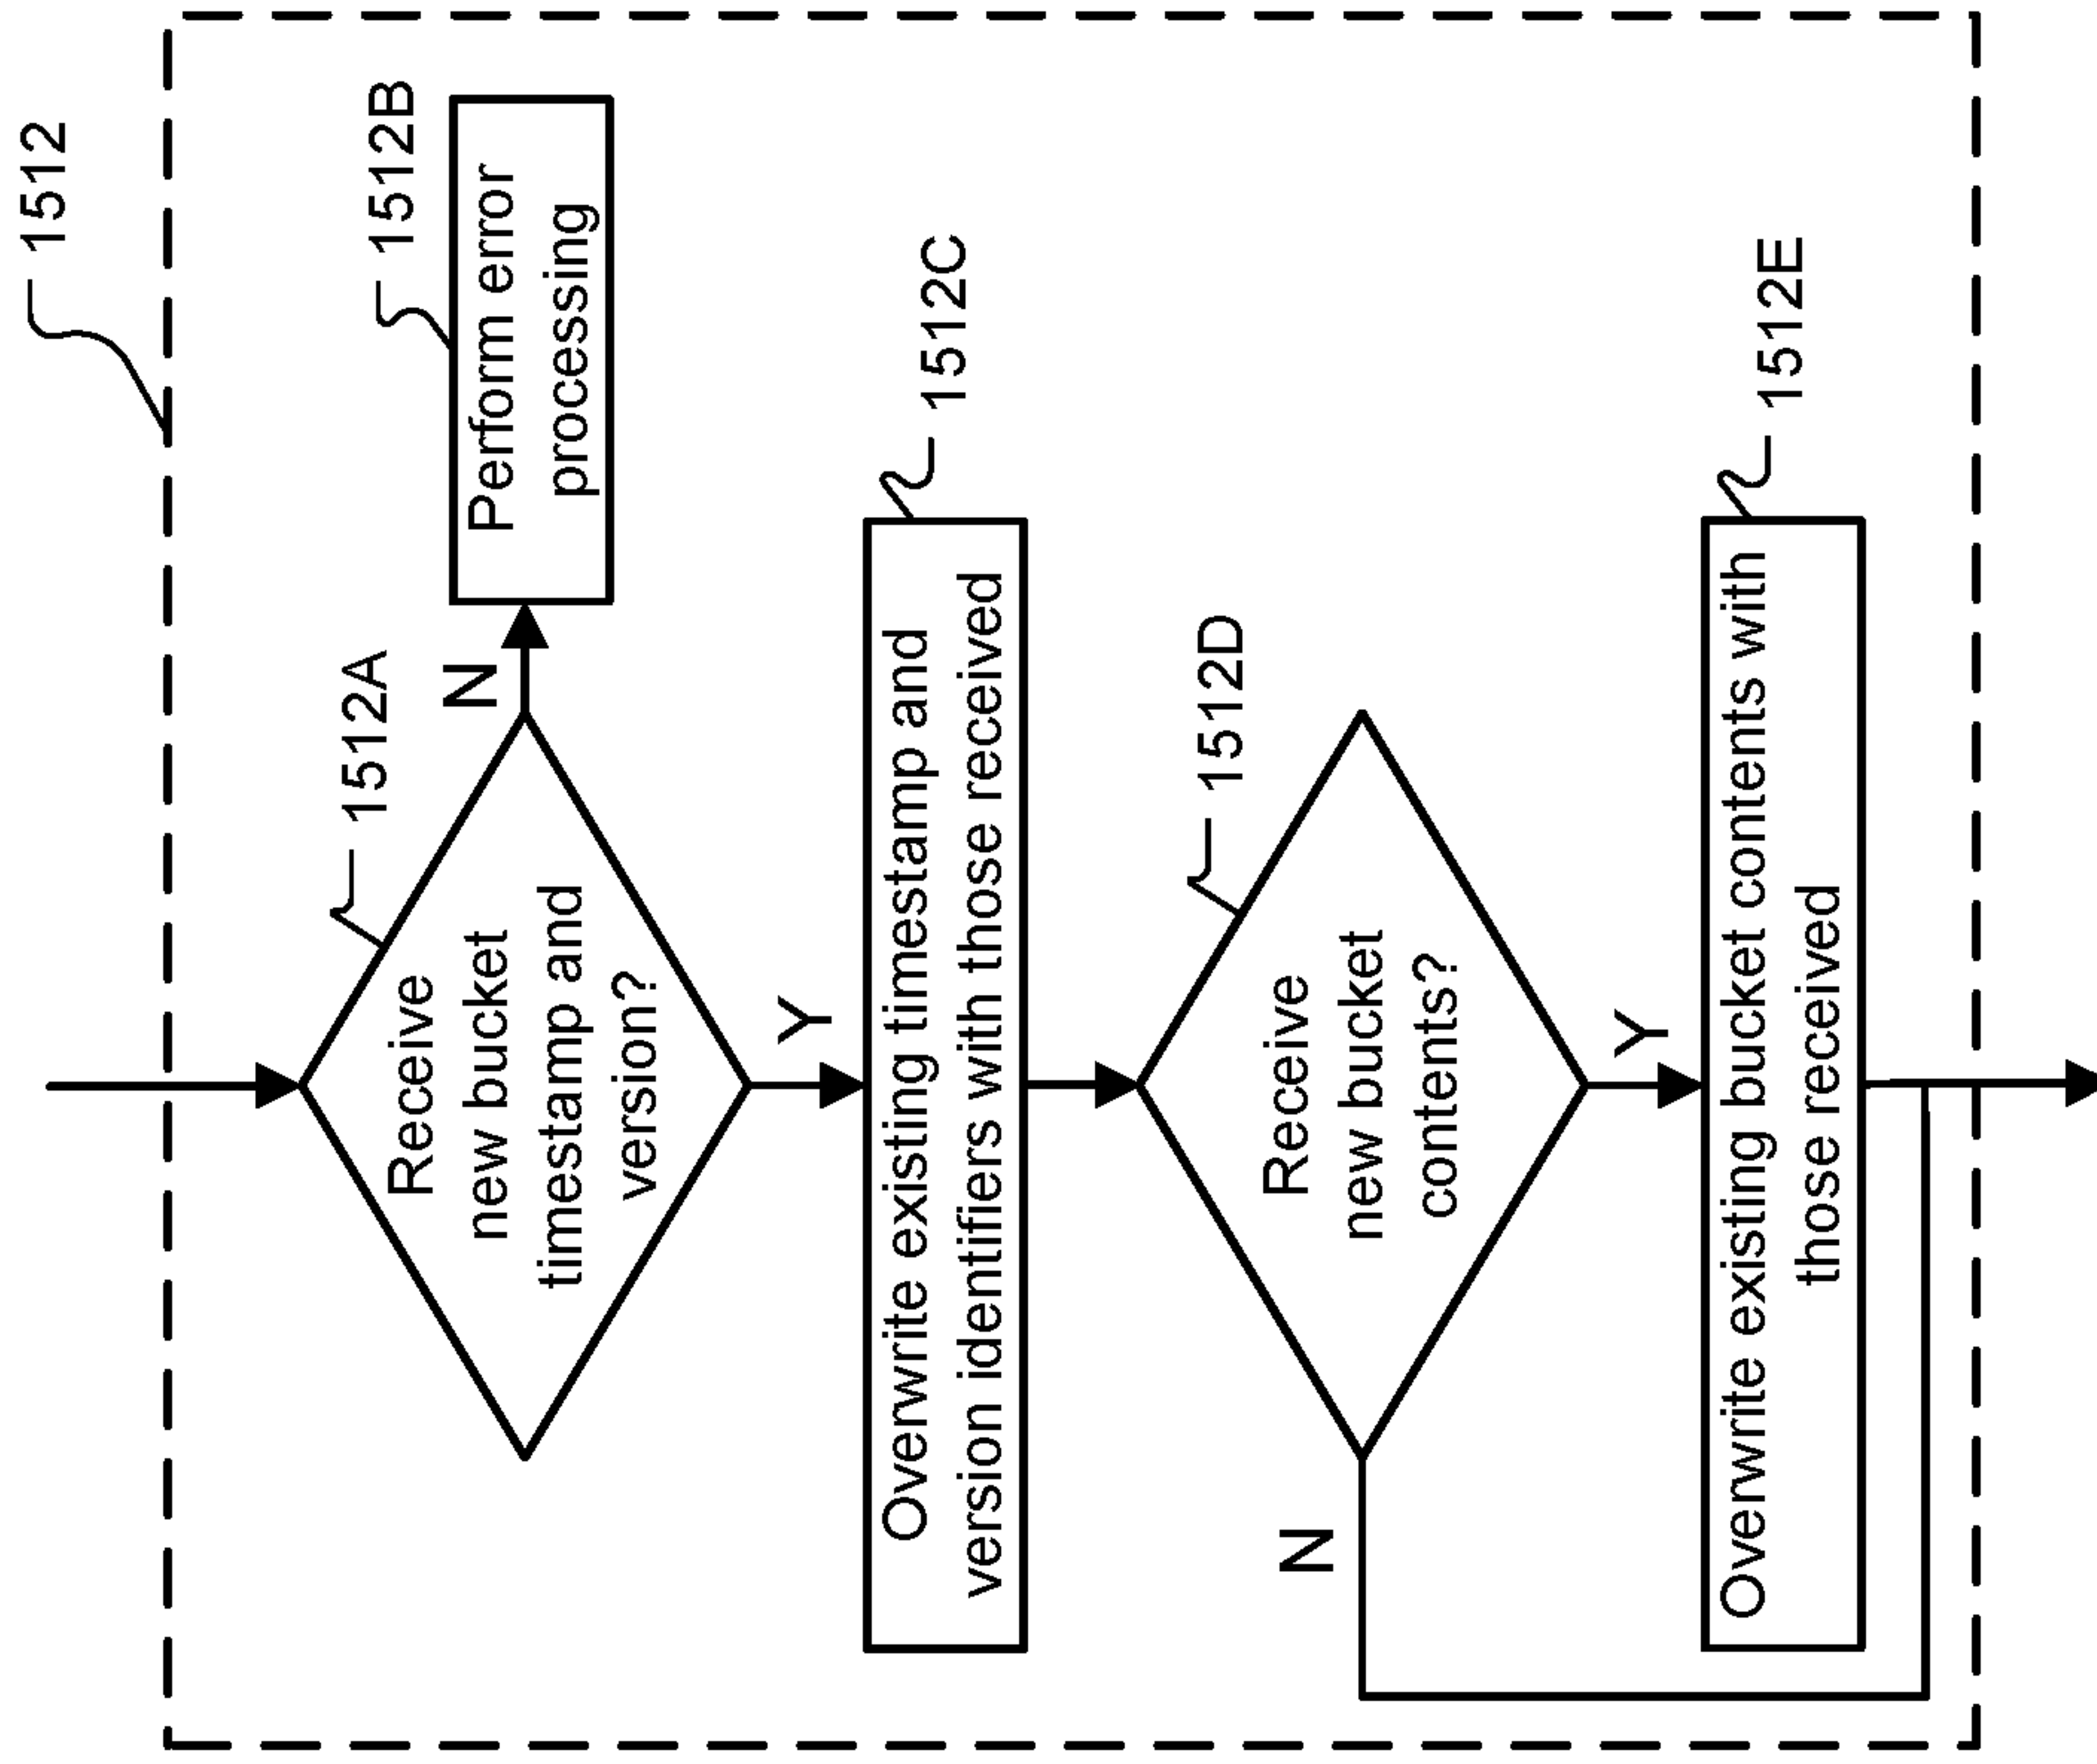 1512
1512A
Receive
new bucket
timestamp and
version?
N
1512B
Perform error
processing
Y
1512C
Overwrite existing timestamp and
version identifiers with those received
1512D
Receive
new bucket
contents?
N
Y
1512E
Overwrite existing bucket contents with
those received